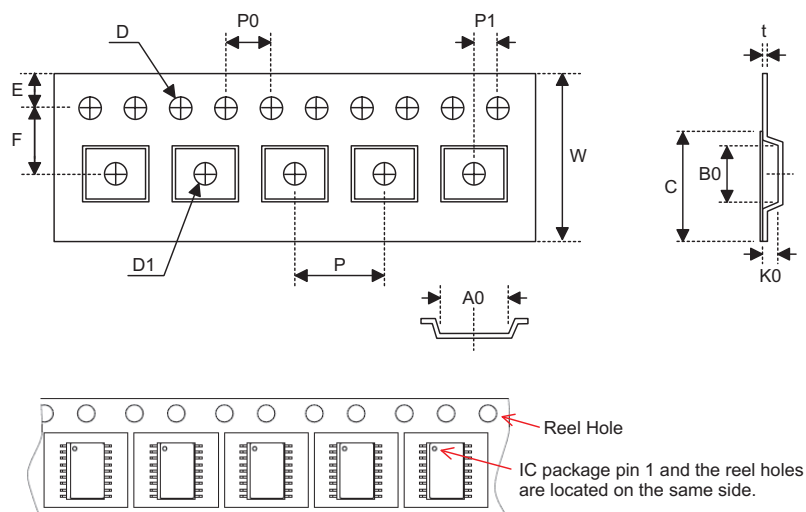 D
P0
P1
t
E
F
W
C
B0
D1
P
K0
A0
Reel Hole
IC package pin 1 and the reel holes
are located on the same side.